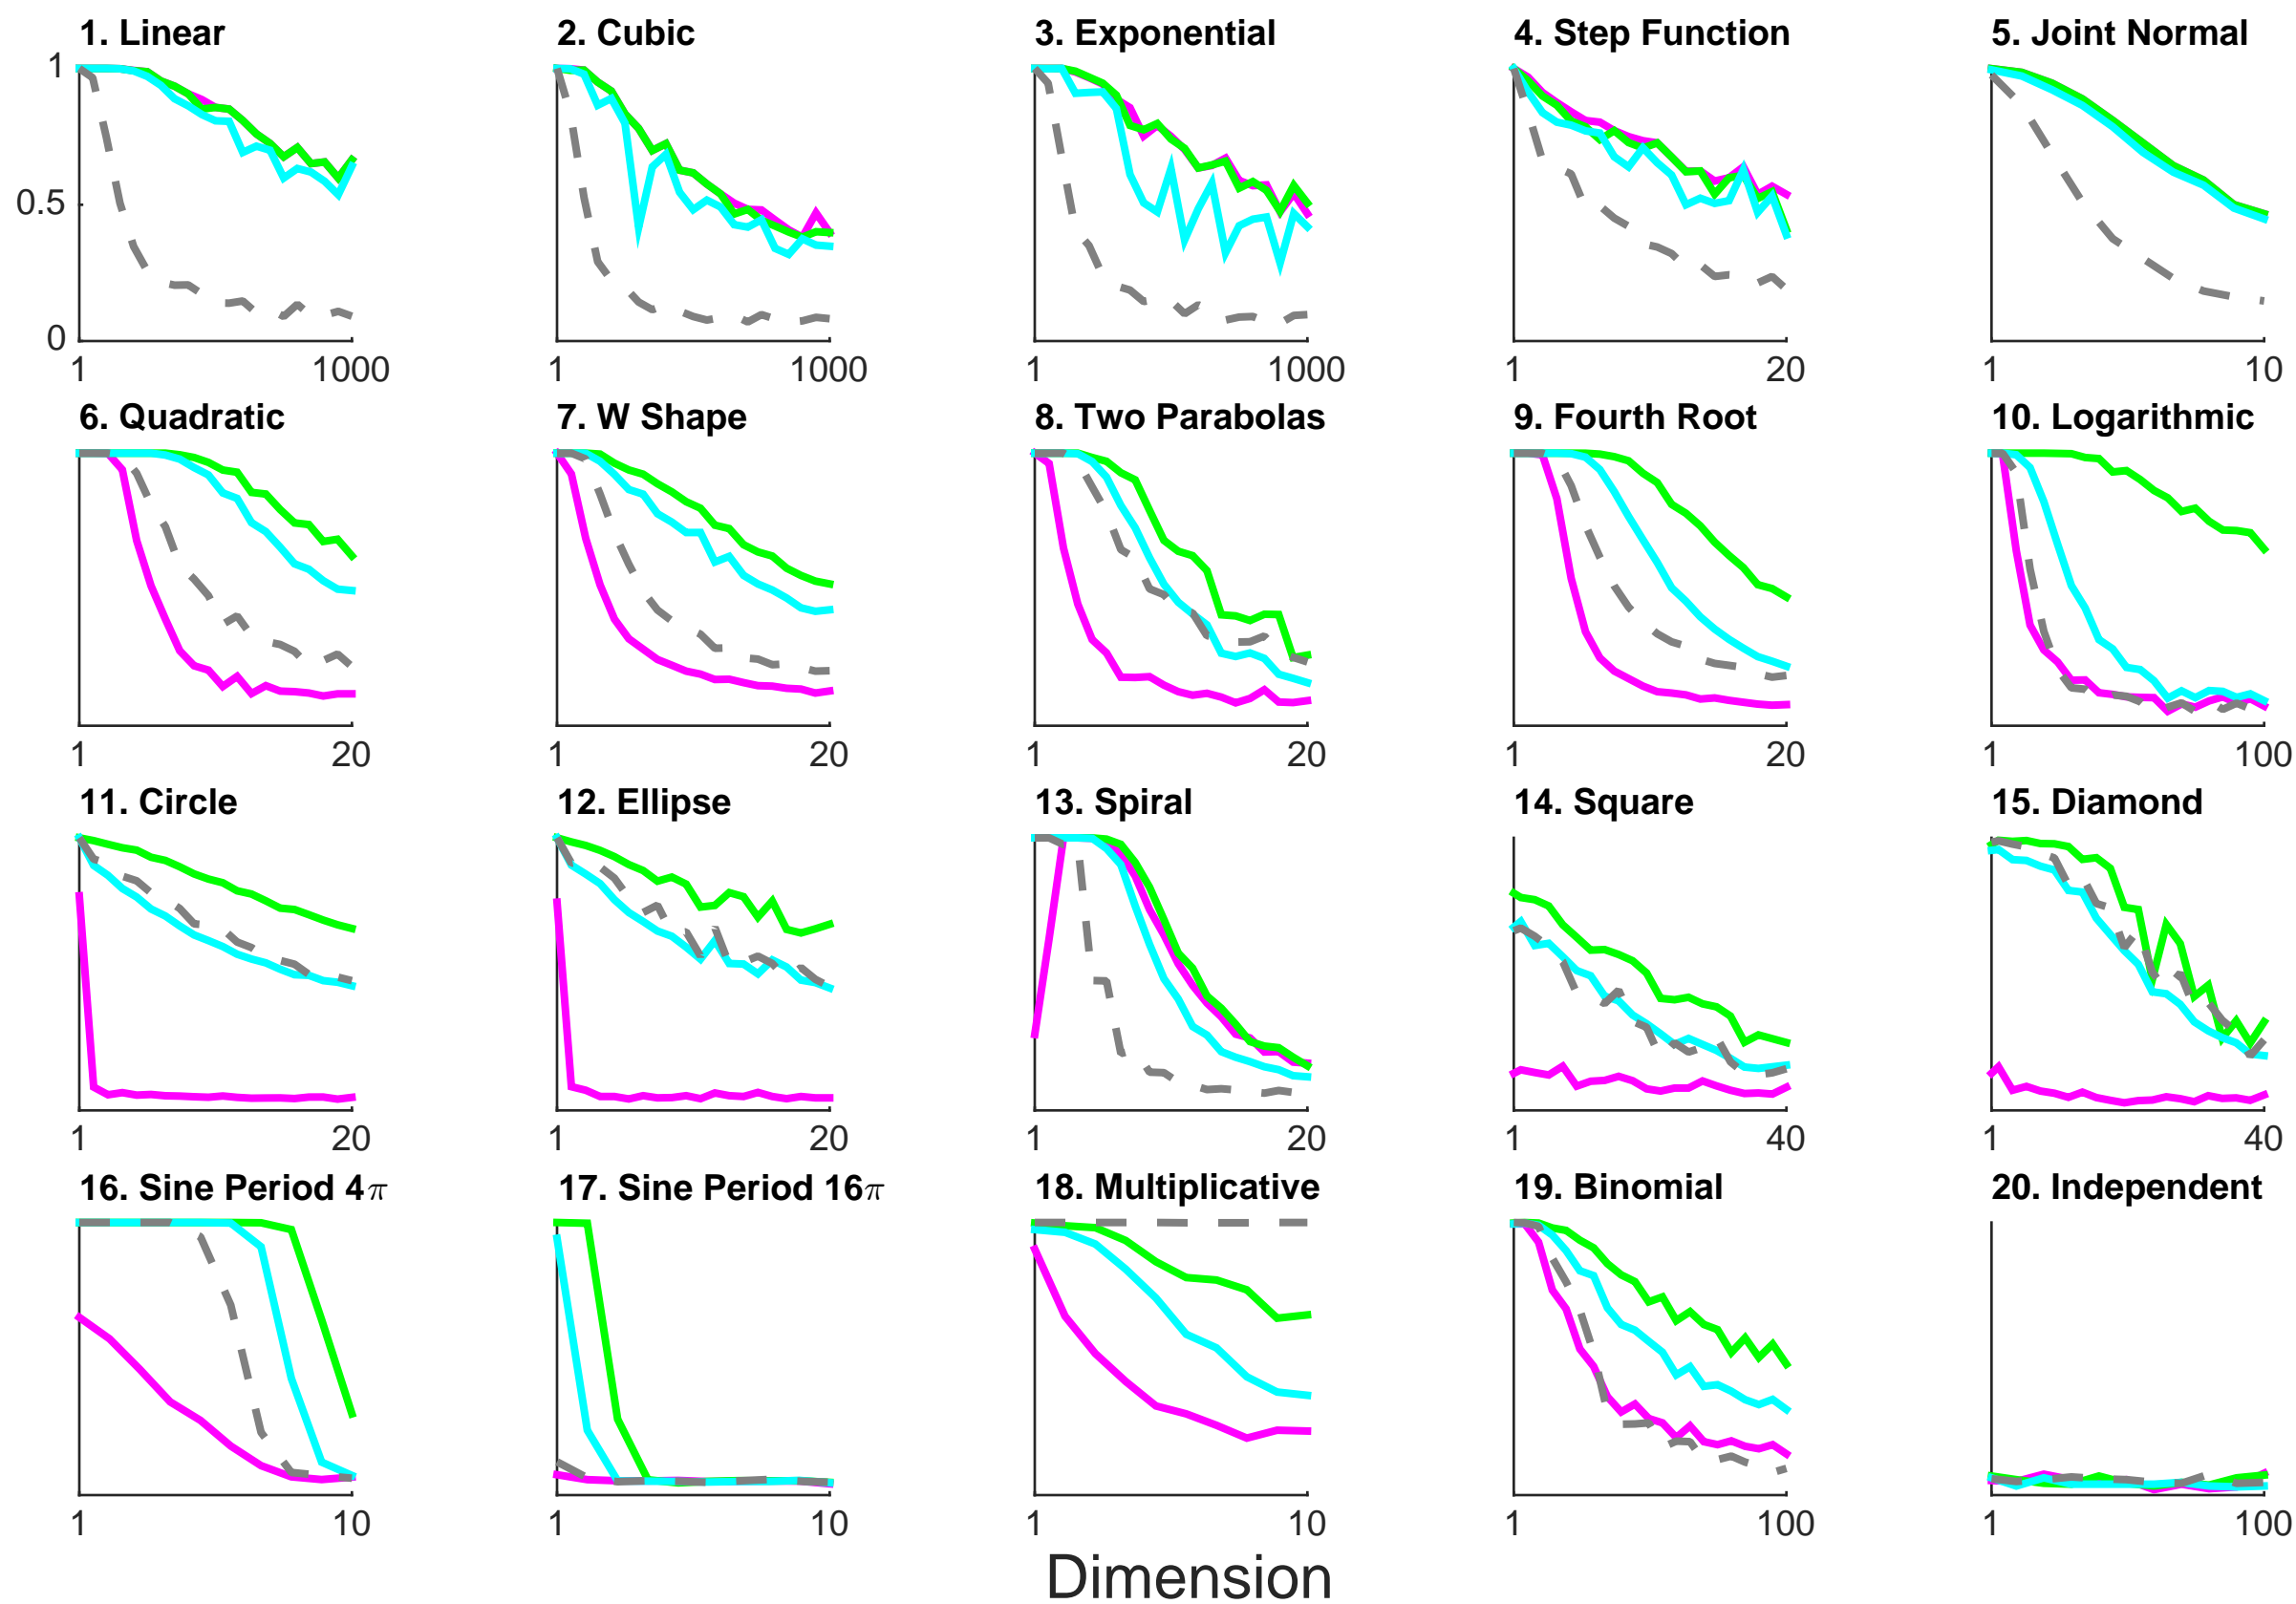 1. Linear
2. Cubic
3. Exponential
4. Step Function
5. Joint Normal
1
0.5
0
1 1000
1 1000
1 1000
1 20
1 10
6. Quadratic
7. W Shape
8. Two Parabolas
9. Fourth Root
10. Logarithmic
1 20
1 20
1 20
1 20
1 100
11. Circle
12. Ellipse
13. Spiral
14. Square
15. Diamond
1 20
1 20
1 20
1 40
1 40
16. Sine Period 4π
17. Sine Period 16π
18. Multiplicative
19. Binomial
20. Independent
1 10
1 10
1 10
1 100
1 100
Dimension